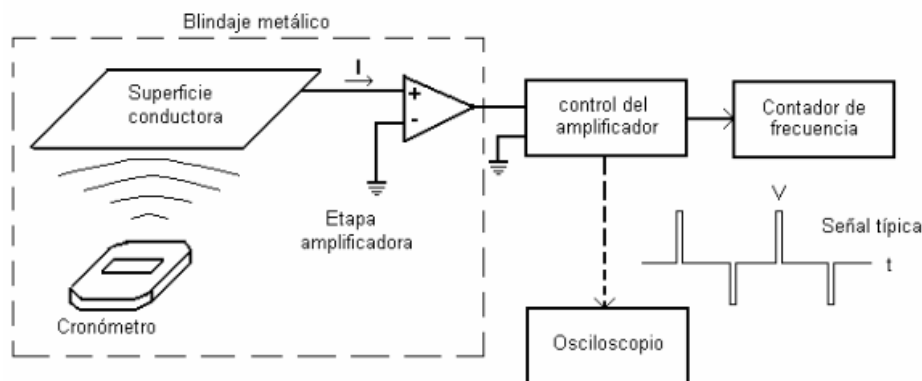 Blindaje metálico
Superficie
conductora
I
+
-
Etapa
amplificadora
Cronómetro
control del
amplificador
Contador de
frecuencia
V
Señal típica
t
Osciloscopio